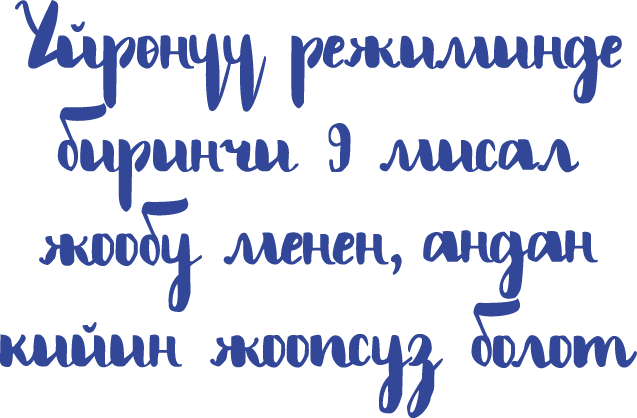 Үйрөнүү режиминде
биринчи 9 мисал
жообу менен, андан
кийин жоопсуз болот